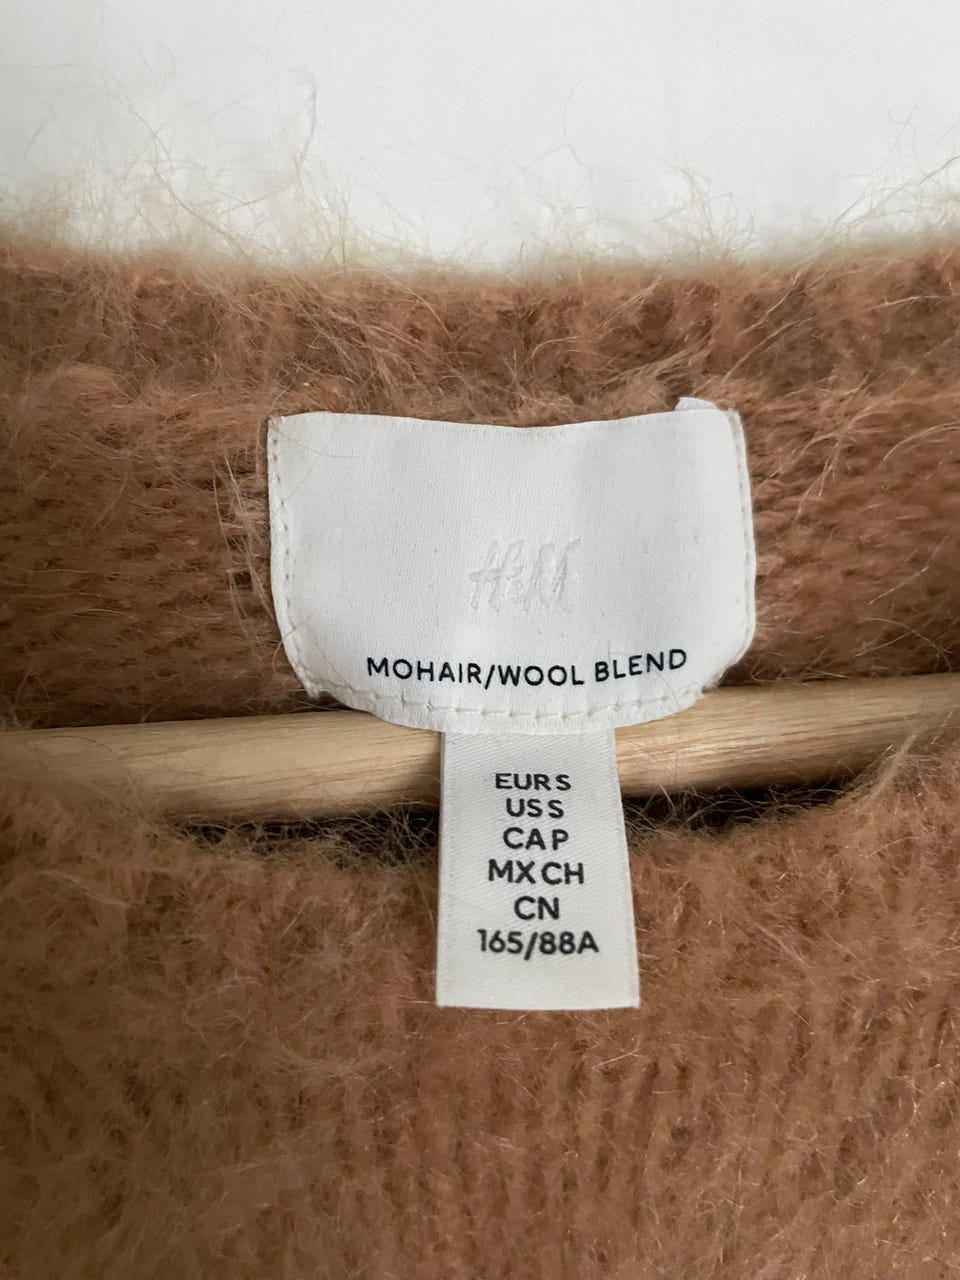 H&M
MOHAIR/WOOL BLEND
EUR S
US S
CA P
MX CH
CN
165/88A